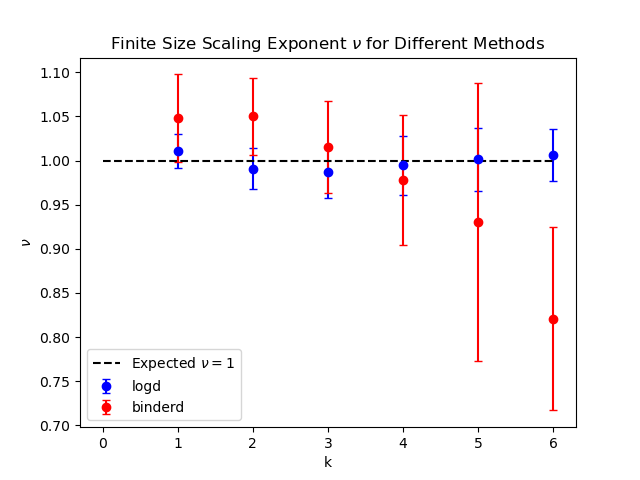 Finite Size Scaling Exponent ν for Different Methods
1.10
1.05
1.00
0.95
0.90
0.85
0.80
0.75
0.70
ν
Expected ν = 1
logd
binderd
0 1 2 3 4 5 6
k